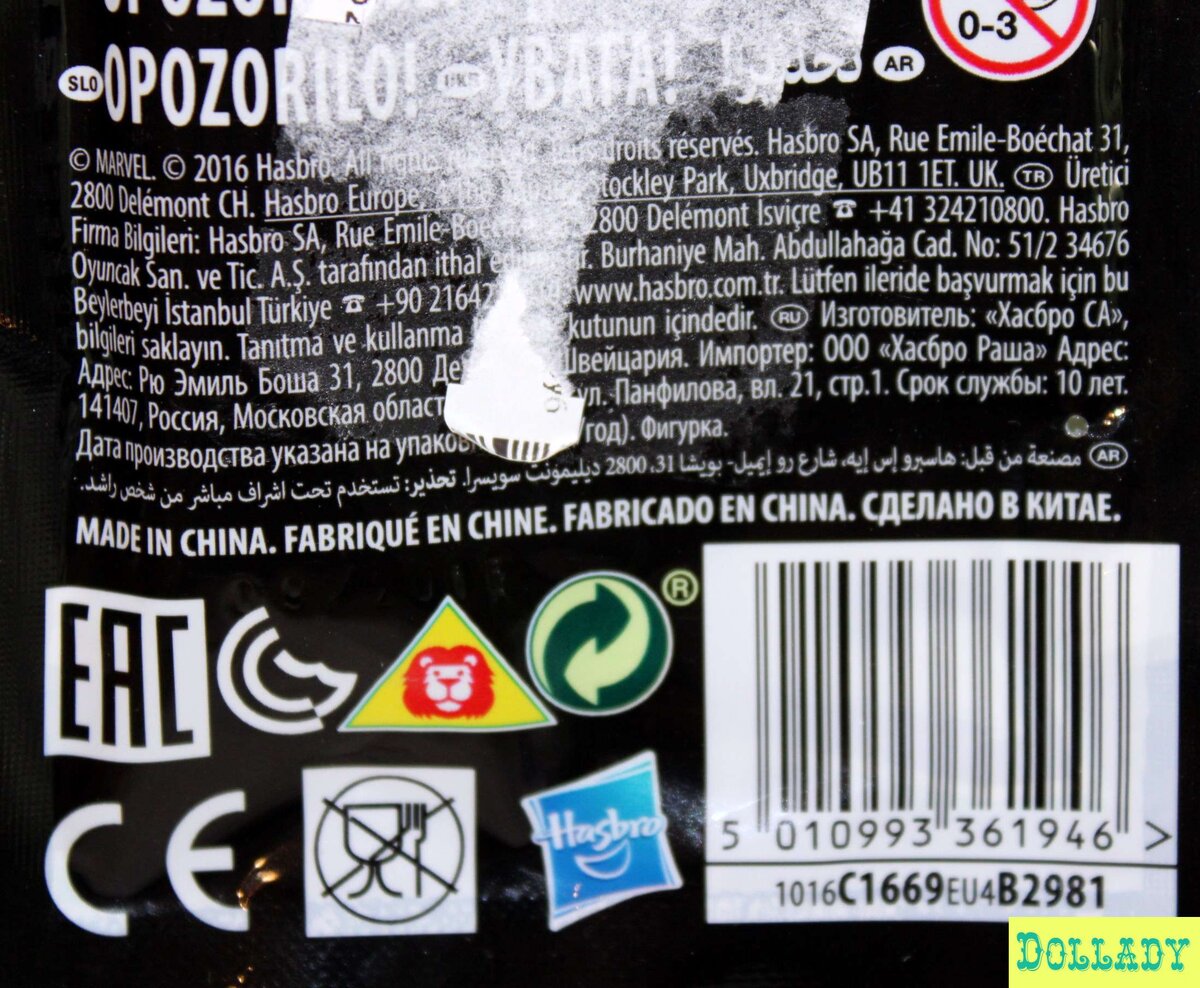 0-3
SLO OPOZORILO! UKR УВАГА! تحذير! AR
© MARVEL. © 2016 Hasbro. All rights droits réservés. Hasbro SA, Rue Emile-Boéchat 31,
2800 Delémont CH. Hasbro Europe, Stockley Park, Uxbridge, UB11 1ET. UK. TR Üretici
Firma Bilgileri: Hasbro SA, Rue Emile-Boéchat 2800 Delémont Isviçre ☎ +41 324210800. Hasbro
Oyuncak San. ve Tic. A.Ş. tarafından ithal Burhaniye Mah. Abdullahağa Cad. No: 51/2 34676
Beylerbeyi İstanbul Türkiye ☎ +90 21642 www.hasbro.com.tr. Lütfen ileride başvurmak için bu
bilgileri saklayın. Tanıtma ve kullanma kutunun içindedir. RU Изготовитель: «Хасбро СА»,
Адрес: Рю Эмиль Боша 31, 2800 Швейцария. Импортер: ООО «Хасбро Раша» Адрес:
141407, Россия, Московская област ул. Панфилова, вл. 21, стр.1. Срок службы: 10 лет.
Дата производства указана на упаков год). Фигурка.
AR مصنعة من قبل: هاسبرو إس إيه، شارع رو إميل- بويشا 31، 2800 ديليمونت سويسرا. تحذير: تستخدم تحت اشراف مباشر من شخص راشد.
MADE IN CHINA. FABRIQUÉ EN CHINE. FABRICADO EN CHINA. СДЕЛАНО В КИТАЕ.
EAC
®
CE
Hasbro
5 010993 361946 >
1016C1669EU4B2981
DOLLADY